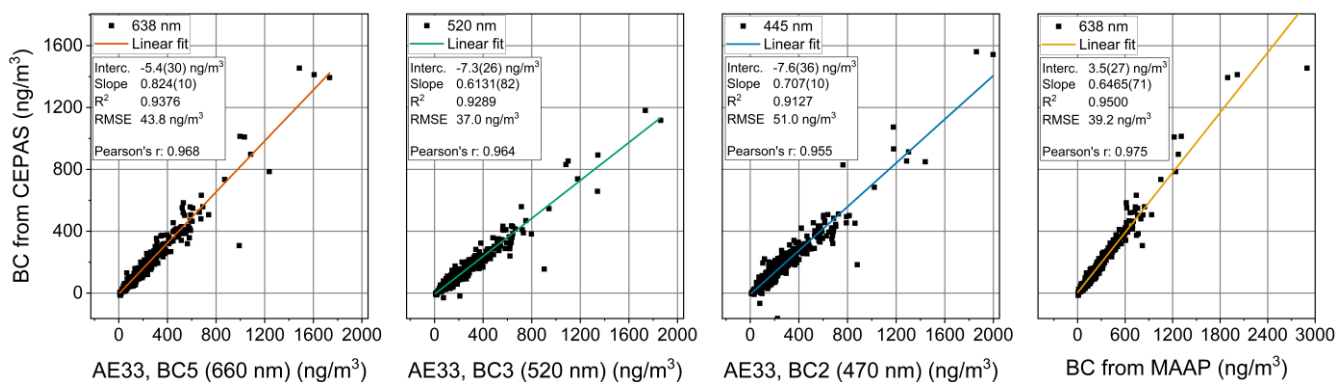 BC from CEPAS (ng/m³)
1600
1200
800
400
0
638 nm
Linear fit
Interc. -5.4(30) ng/m³
Slope 0.824(10)
R² 0.9376
RMSE 43.8 ng/m³
Pearson's r: 0.968
0 400 800 1200 1600 2000
AE33, BC5 (660 nm) (ng/m³)
520 nm
Linear fit
Interc. -7.3(26) ng/m³
Slope 0.6131(82)
R² 0.9289
RMSE 37.0 ng/m³
Pearson's r: 0.964
0 400 800 1200 1600 2000
AE33, BC3 (520 nm) (ng/m³)
445 nm
Linear fit
Interc. -7.6(36) ng/m³
Slope 0.707(10)
R² 0.9127
RMSE 51.0 ng/m³
Pearson's r: 0.955
0 400 800 1200 1600 2000
AE33, BC2 (470 nm) (ng/m³)
638 nm
Linear fit
Interc. 3.5(27) ng/m³
Slope 0.6465(71)
R² 0.9500
RMSE 39.2 ng/m³
Pearson's r: 0.975
0 600 1200 1800 2400 3000
BC from MAAP (ng/m³)